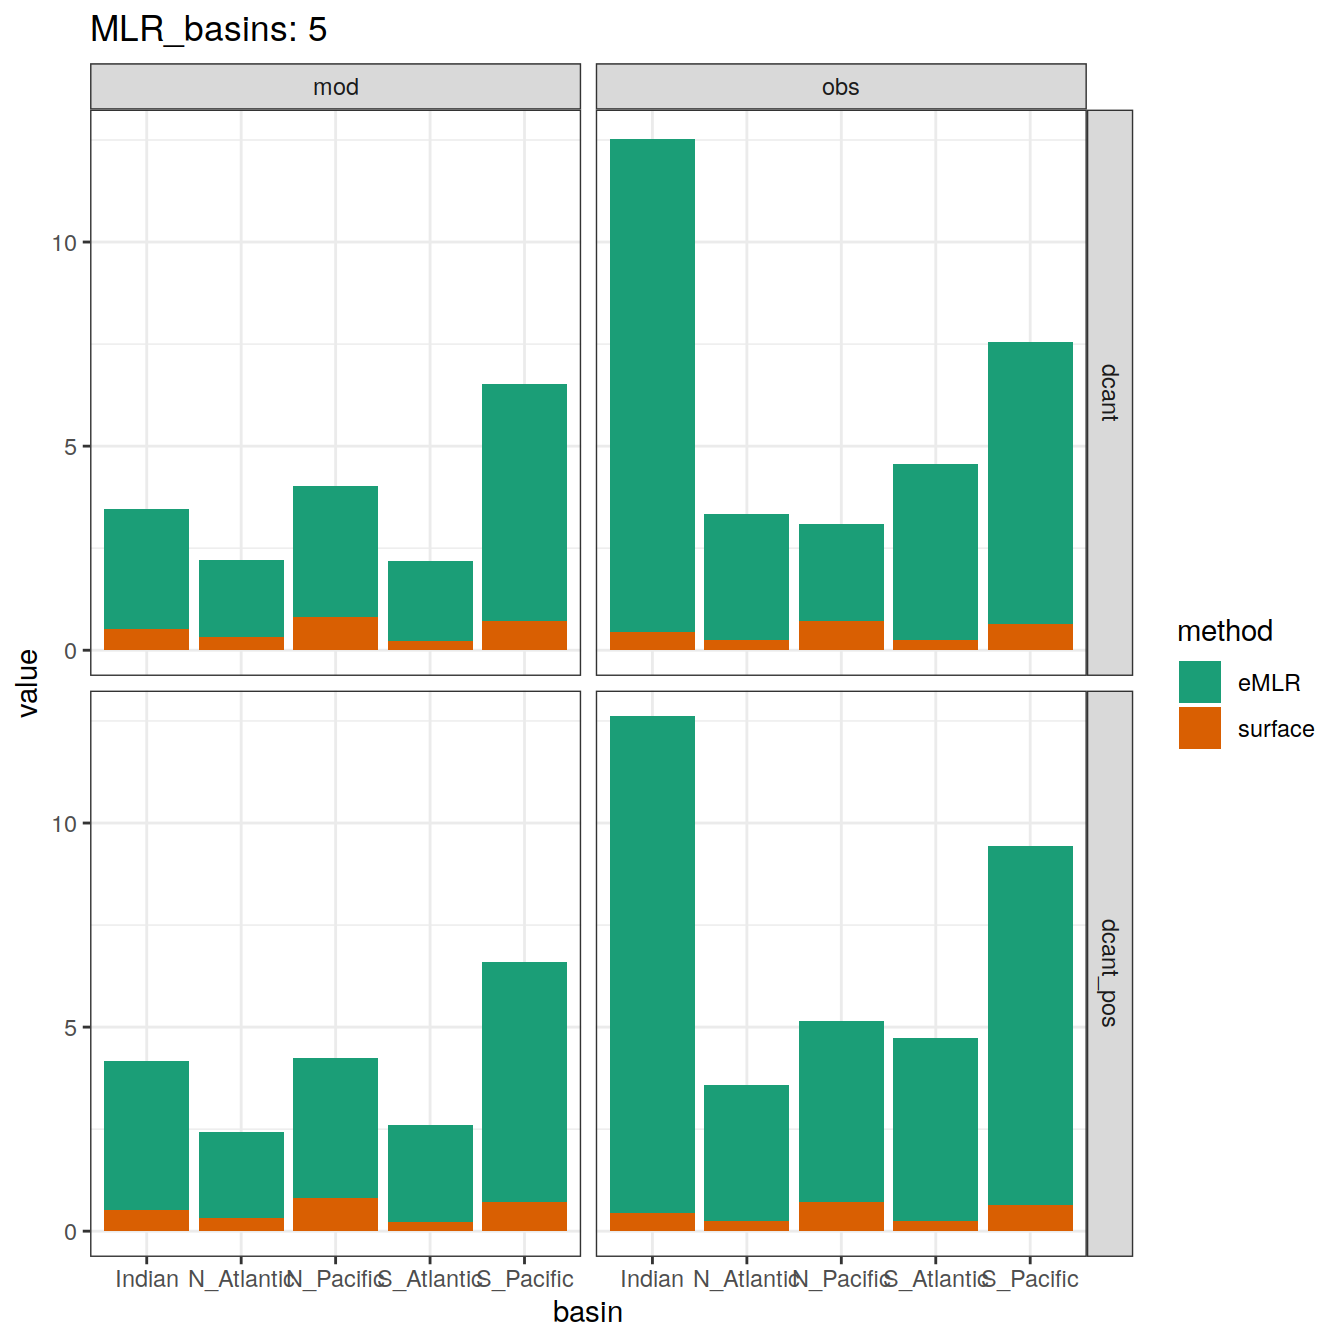 MLR_basins: 5
mod
obs
10
5
0
dcant
10
5
0
dcant_pos
value
Indian N_Atlantic N_Pacific S_Atlantic S_Pacific
Indian N_Atlantic N_Pacific S_Atlantic S_Pacific
basin
method
eMLR
surface